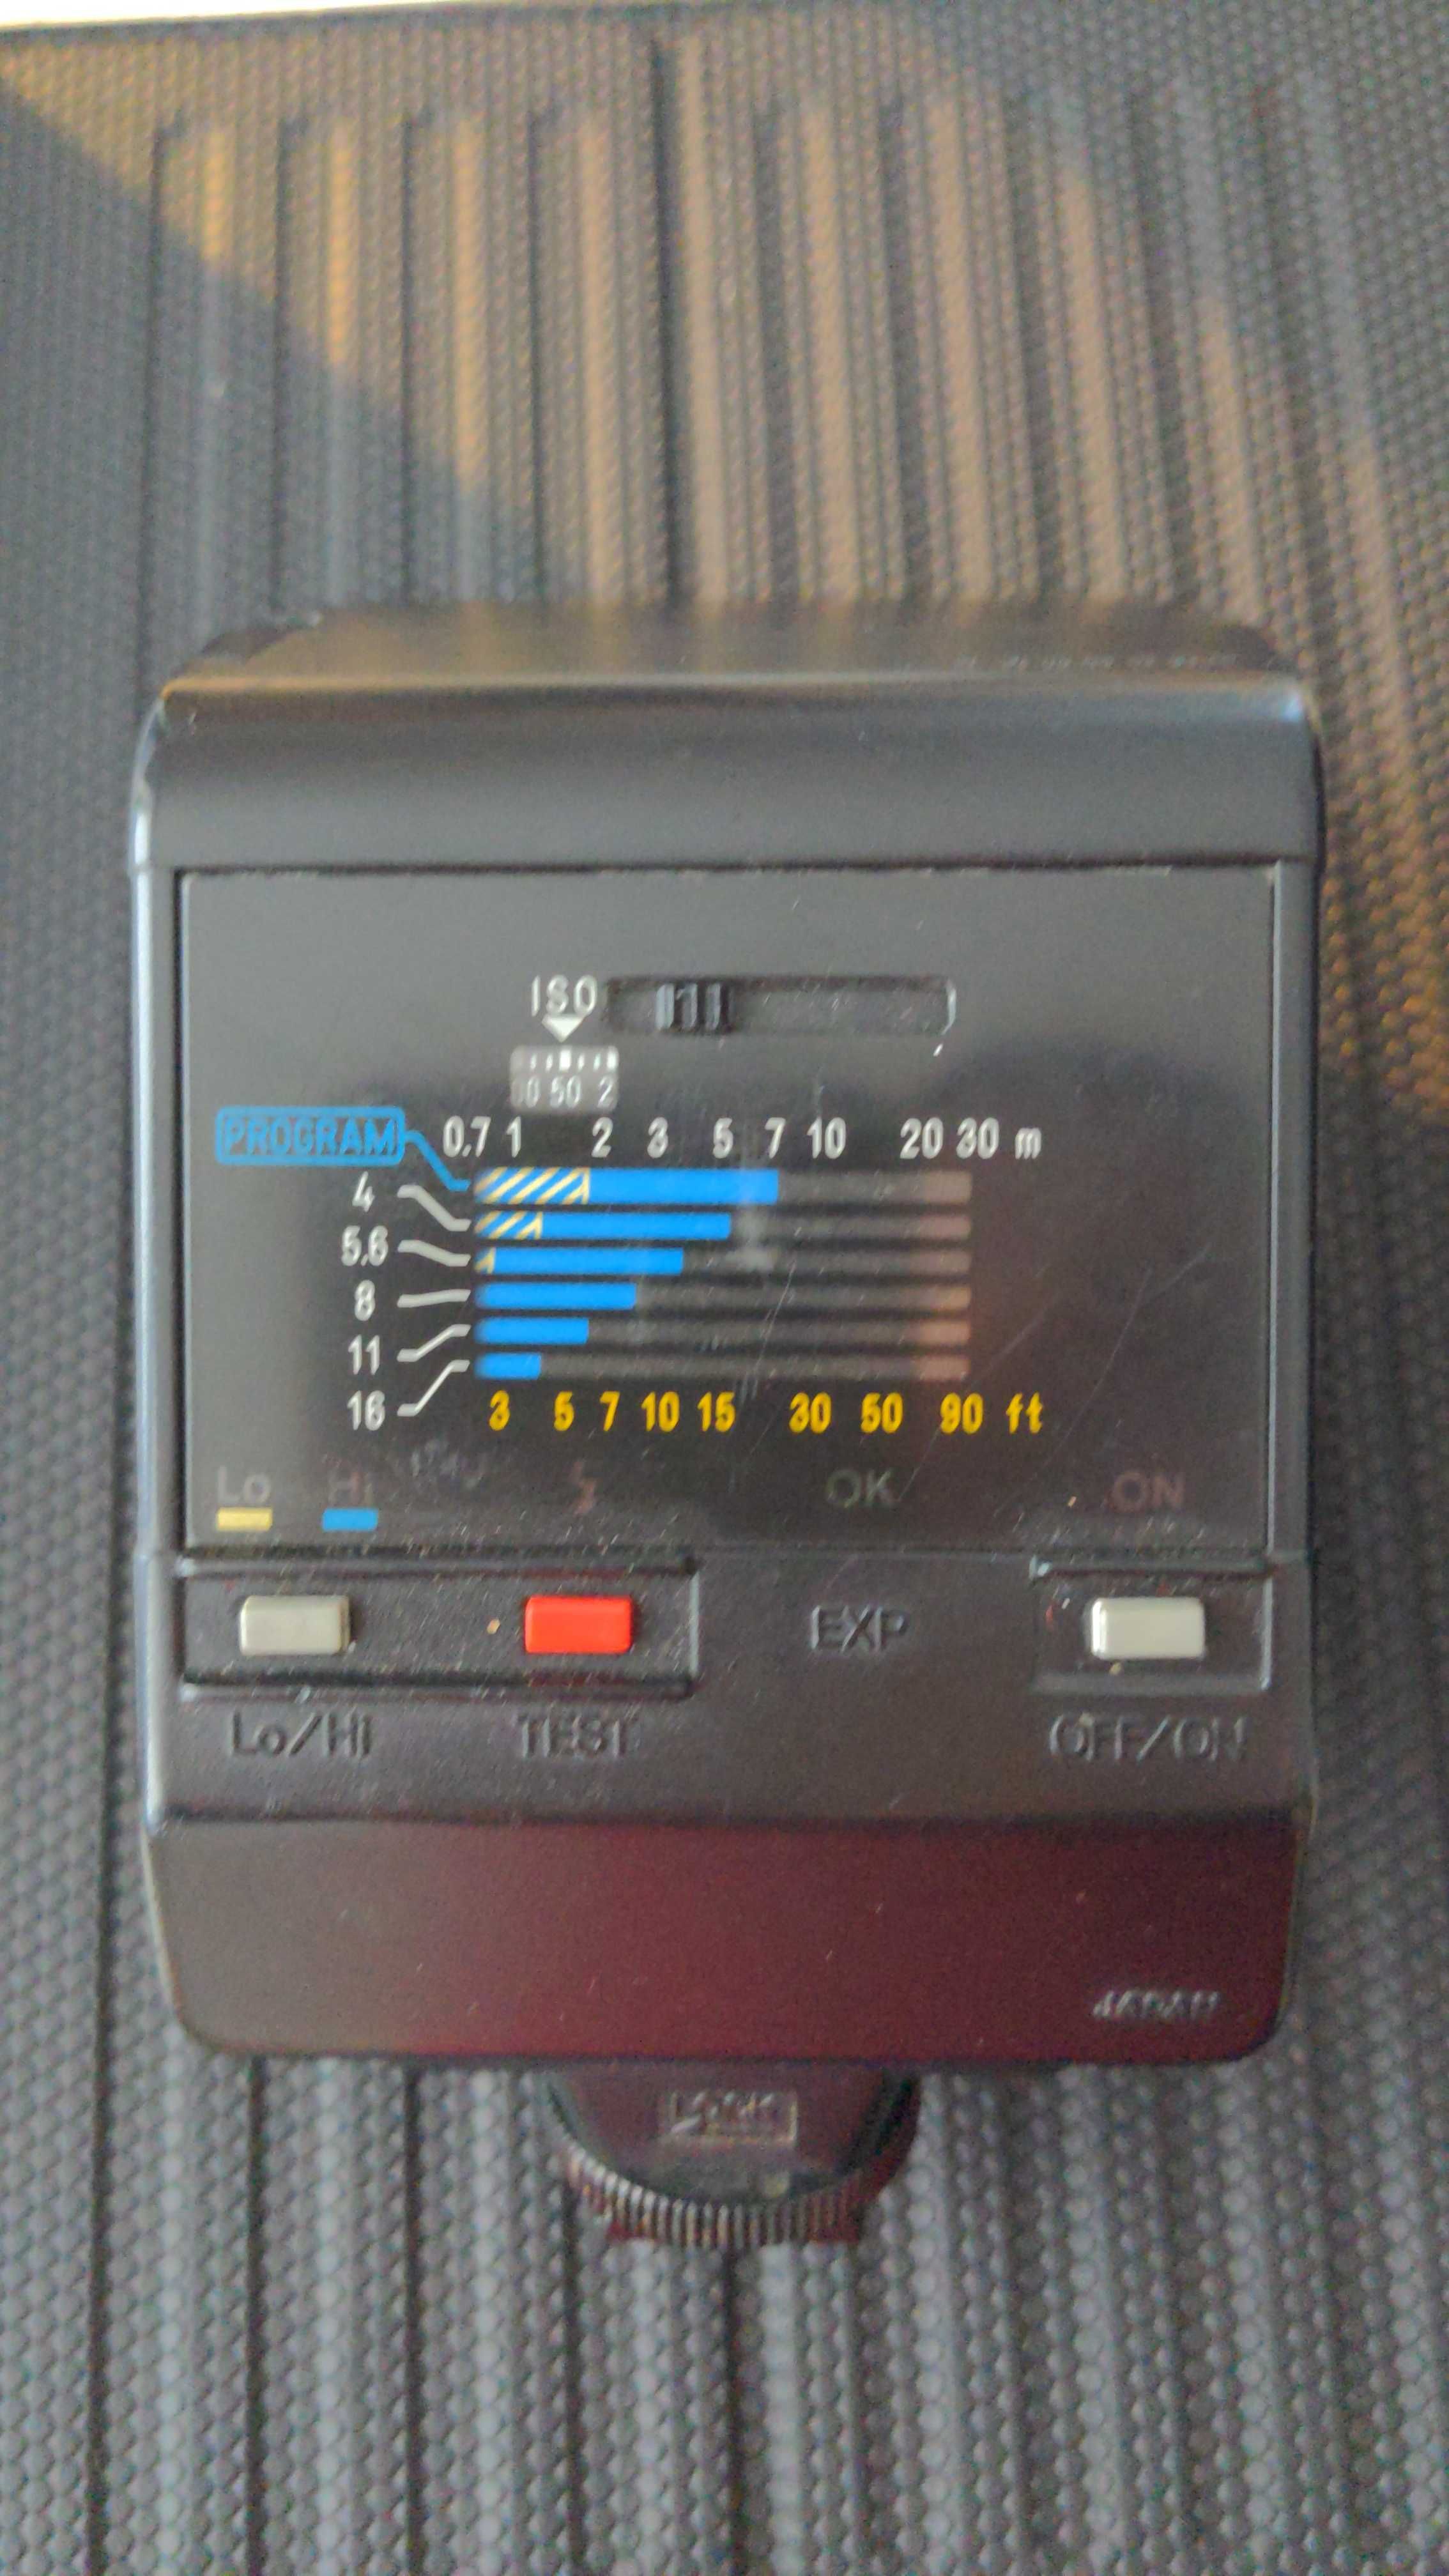 ISO
0 50 2
PROGRAM 0.7 1 2 3 5 7 10 20 30 m
4
5.6
8
11
16
3 5 7 10 15 30 50 90 ft
Lo Hi OK ON
EXP
Lo/Hi TEST OFF/ON
JAPAN
LOCK